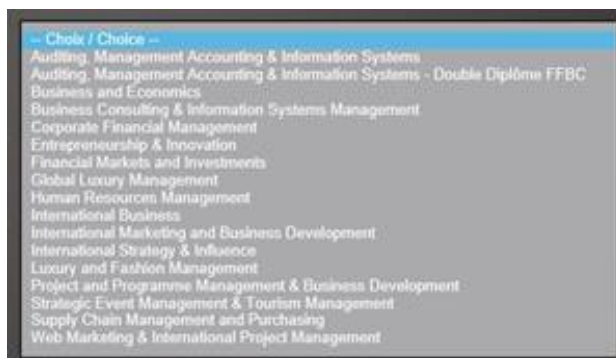 -- Choix / Choice --
Auditing, Management Accounting & Information Systems
Auditing, Management Accounting & Information Systems - Double Diplôme FFBC
Business and Economics
Business Consulting & Information Systems Management
Corporate Financial Management
Entrepreneurship & Innovation
Financial Markets and Investments
Global Luxury Management
Human Resources Management
International Business
International Marketing and Business Development
International Strategy & Influence
Luxury and Fashion Management
Project and Programme Management & Business Development
Strategic Event Management & Tourism Management
Supply Chain Management and Purchasing
Web Marketing & International Project Management